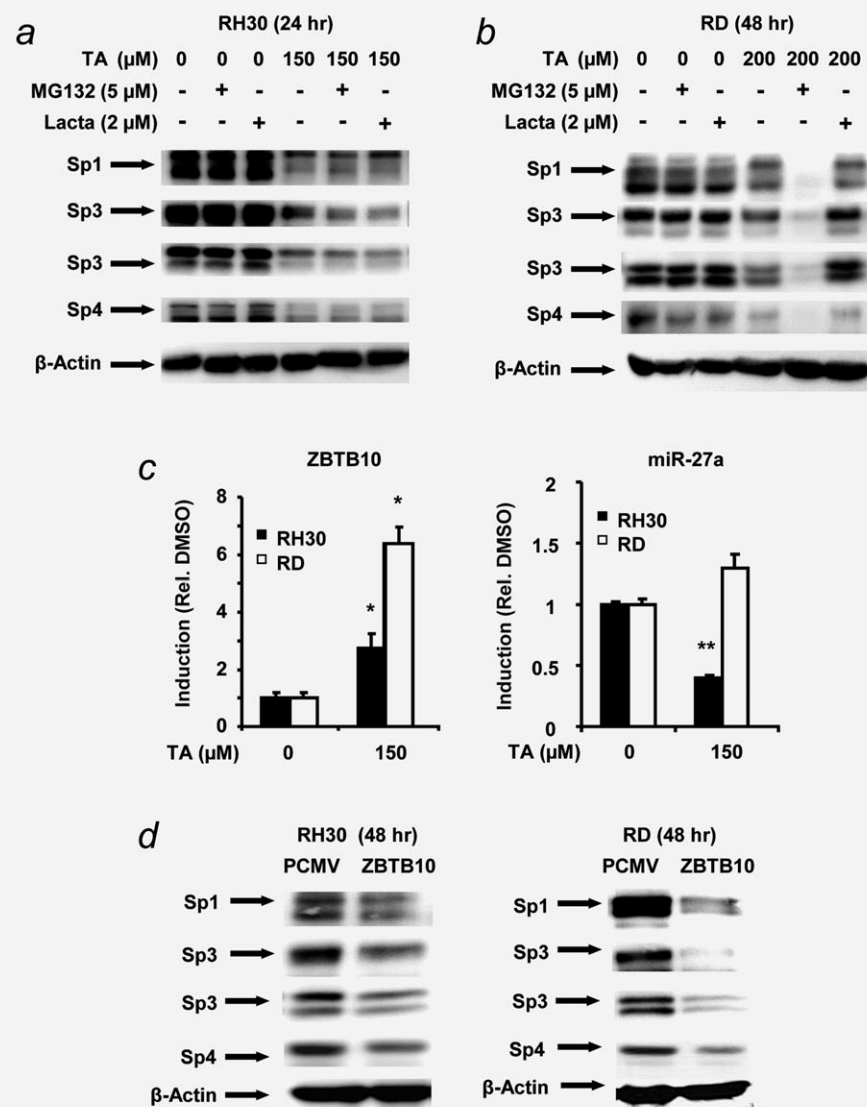 a
RH30 (24 hr)
TA (µM) 0 0 0 150 150 150
MG132 (5 µM) - + - - + -
Lacta (2 µM) - - + - - +
Sp1
Sp3
Sp3
Sp4
β-Actin
b
RD (48 hr)
TA (µM) 0 0 0 200 200 200
MG132 (5 µM) - + - - + -
Lacta (2 µM) - - + - - +
Sp1
Sp3
Sp3
Sp4
β-Actin
c
ZBTB10
Induction (Rel. DMSO)
8
6
4
2
0
RH30
RD
*
*
TA (µM) 0 150
miR-27a
Induction (Rel. DMSO)
2
1.5
1
0.5
0
RH30
RD
**
TA (µM) 0 150
d
RH30 (48 hr)
PCMV ZBTB10
Sp1
Sp3
Sp3
Sp4
β-Actin
RD (48 hr)
PCMV ZBTB10
Sp1
Sp3
Sp3
Sp4
β-Actin